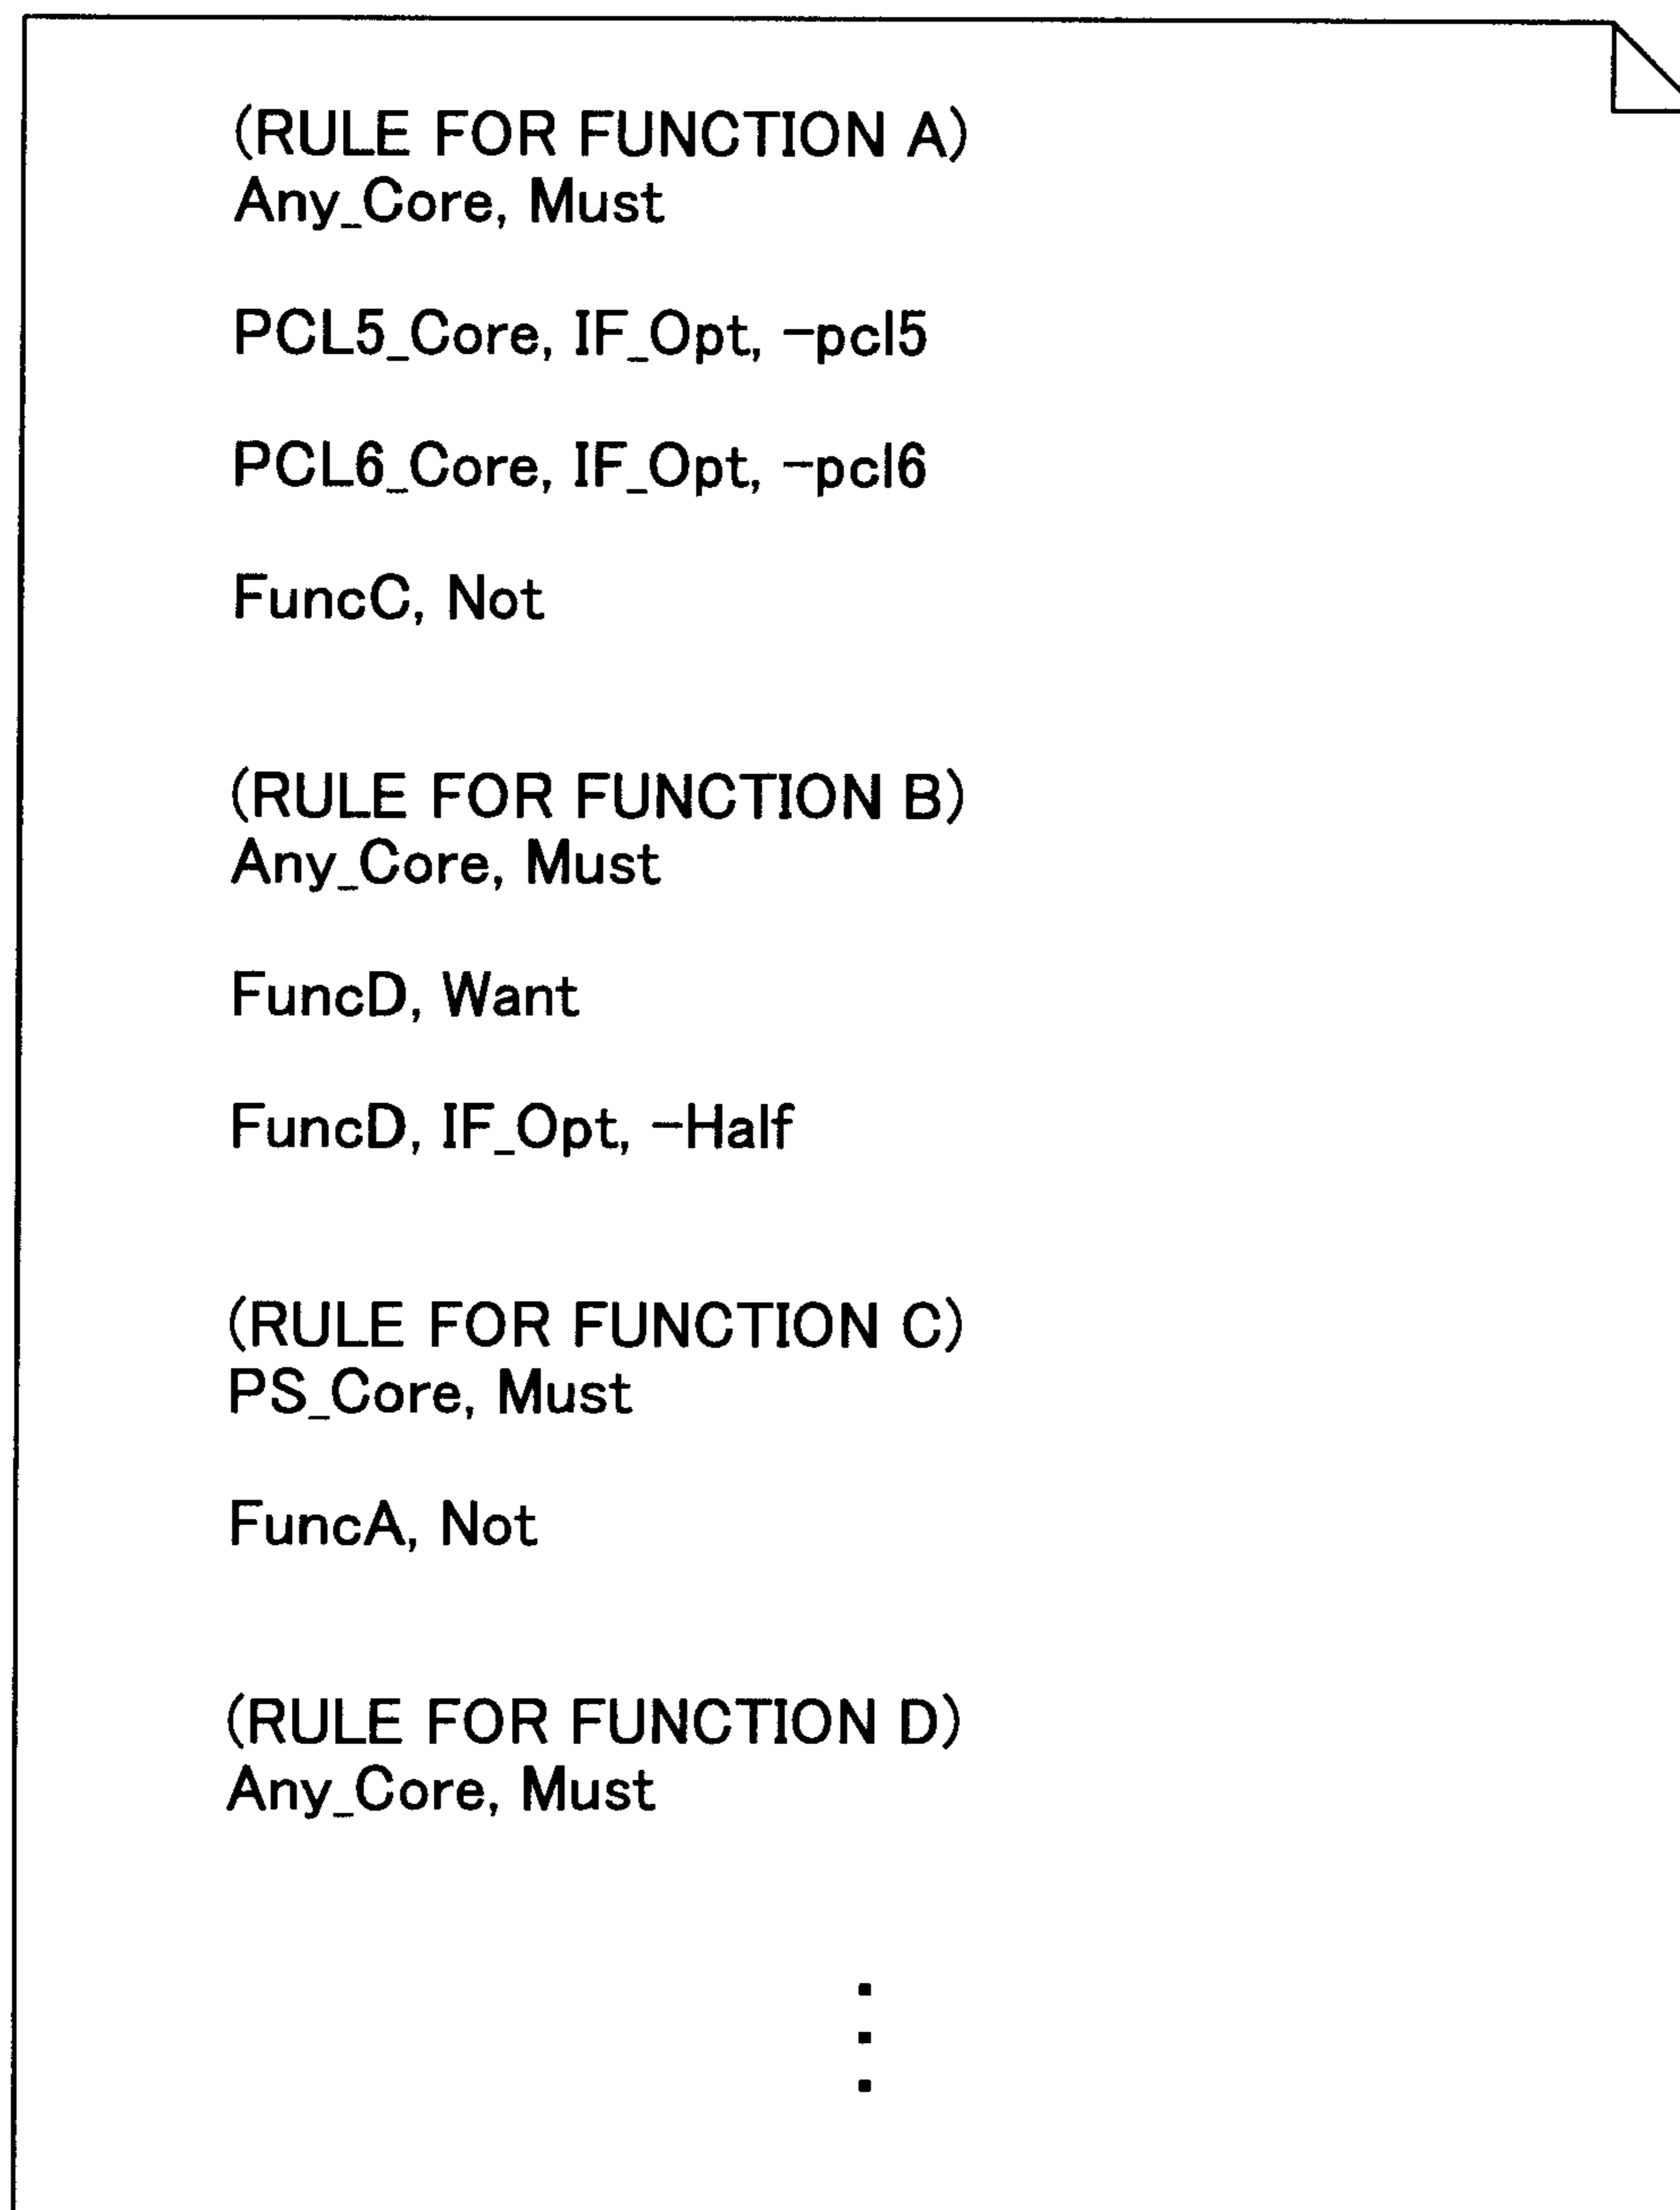 (RULE FOR FUNCTION A)
Any_Core, Must
PCL5_Core, IF_Opt, -pcl5
PCL6_Core, IF_Opt, -pcl6
FuncC, Not
(RULE FOR FUNCTION B)
Any_Core, Must
FuncD, Want
FuncD, IF_Opt, -Half
(RULE FOR FUNCTION C)
PS_Core, Must
FuncA, Not
(RULE FOR FUNCTION D)
Any_Core, Must